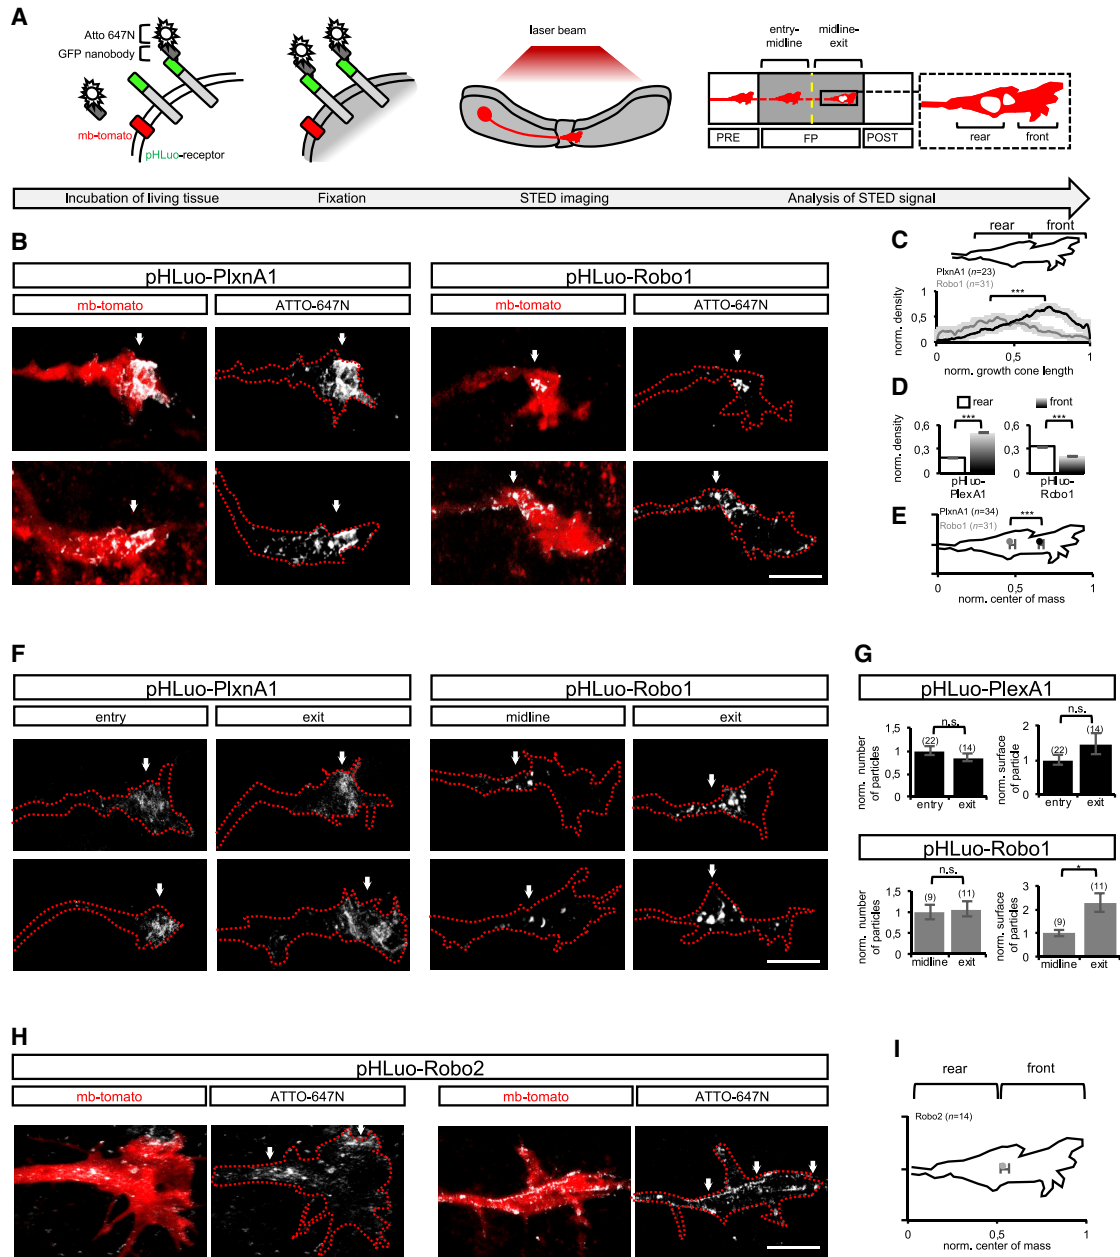 A
Atto 647N
GFP nanobody
mb-tomato
pHLuo-receptor
laser beam
entry-
midline
midline-
exit
PRE
FP
POST
rear
front
Incubation of living tissue
Fixation
STED imaging
Analysis of STED signal
B
pHLuo-PlxnA1
pHLuo-Robo1
mb-tomato
ATTO-647N
mb-tomato
ATTO-647N
C
rear
front
PlxnA1 (n=23)
Robo1 (n=31)
***
norm. density
1
0,5
0
0
0,5
1
norm. growth cone length
D
rear
front
norm. density
0,6
0,3
0
***
pHluo-
PlexA1
0,6
0,3
0
***
pHluo-
Robo1
E
PlxnA1 (n=34)
Robo1 (n=31)
***
0
0,5
1
norm. center of mass
F
pHLuo-PlxnA1
pHLuo-Robo1
entry
exit
midline
exit
G
pHLuo-PlexA1
norm. number
of particles
1,5
1
0,5
0
n.s.
(22)
(14)
entry
exit
norm. surface
of particle
2
1
0
n.s.
(22)
(14)
entry
exit
pHLuo-Robo1
norm. number
of particles
1,5
1
0,5
0
n.s.
(9)
(11)
midline
exit
norm. surface
of particles
3
2
1
0
*
(9)
(11)
midline
exit
H
pHLuo-Robo2
mb-tomato
ATTO-647N
mb-tomato
ATTO-647N
I
rear
front
Robo2 (n=14)
0
0,5
1
norm. center of mass